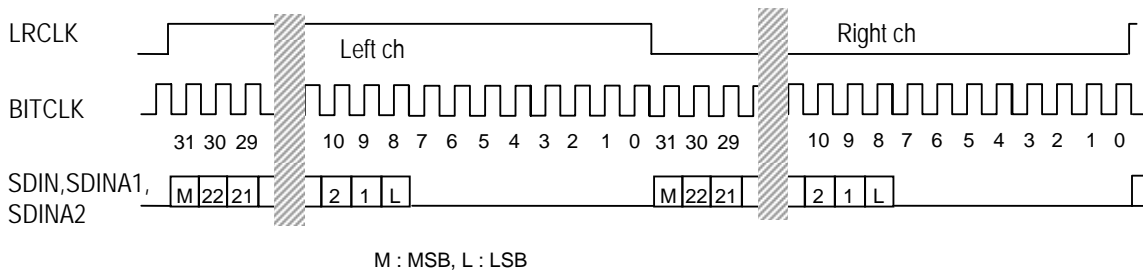 LRCLK
Left ch
Right ch
BITCLK
31 30 29 10 9 8 7 6 5 4 3 2 1 0 31 30 29 10 9 8 7 6 5 4 3 2 1 0
SDIN,SDINA1,
SDINA2
M 22 21 2 1 L M 22 21 2 1 L
M : MSB, L : LSB